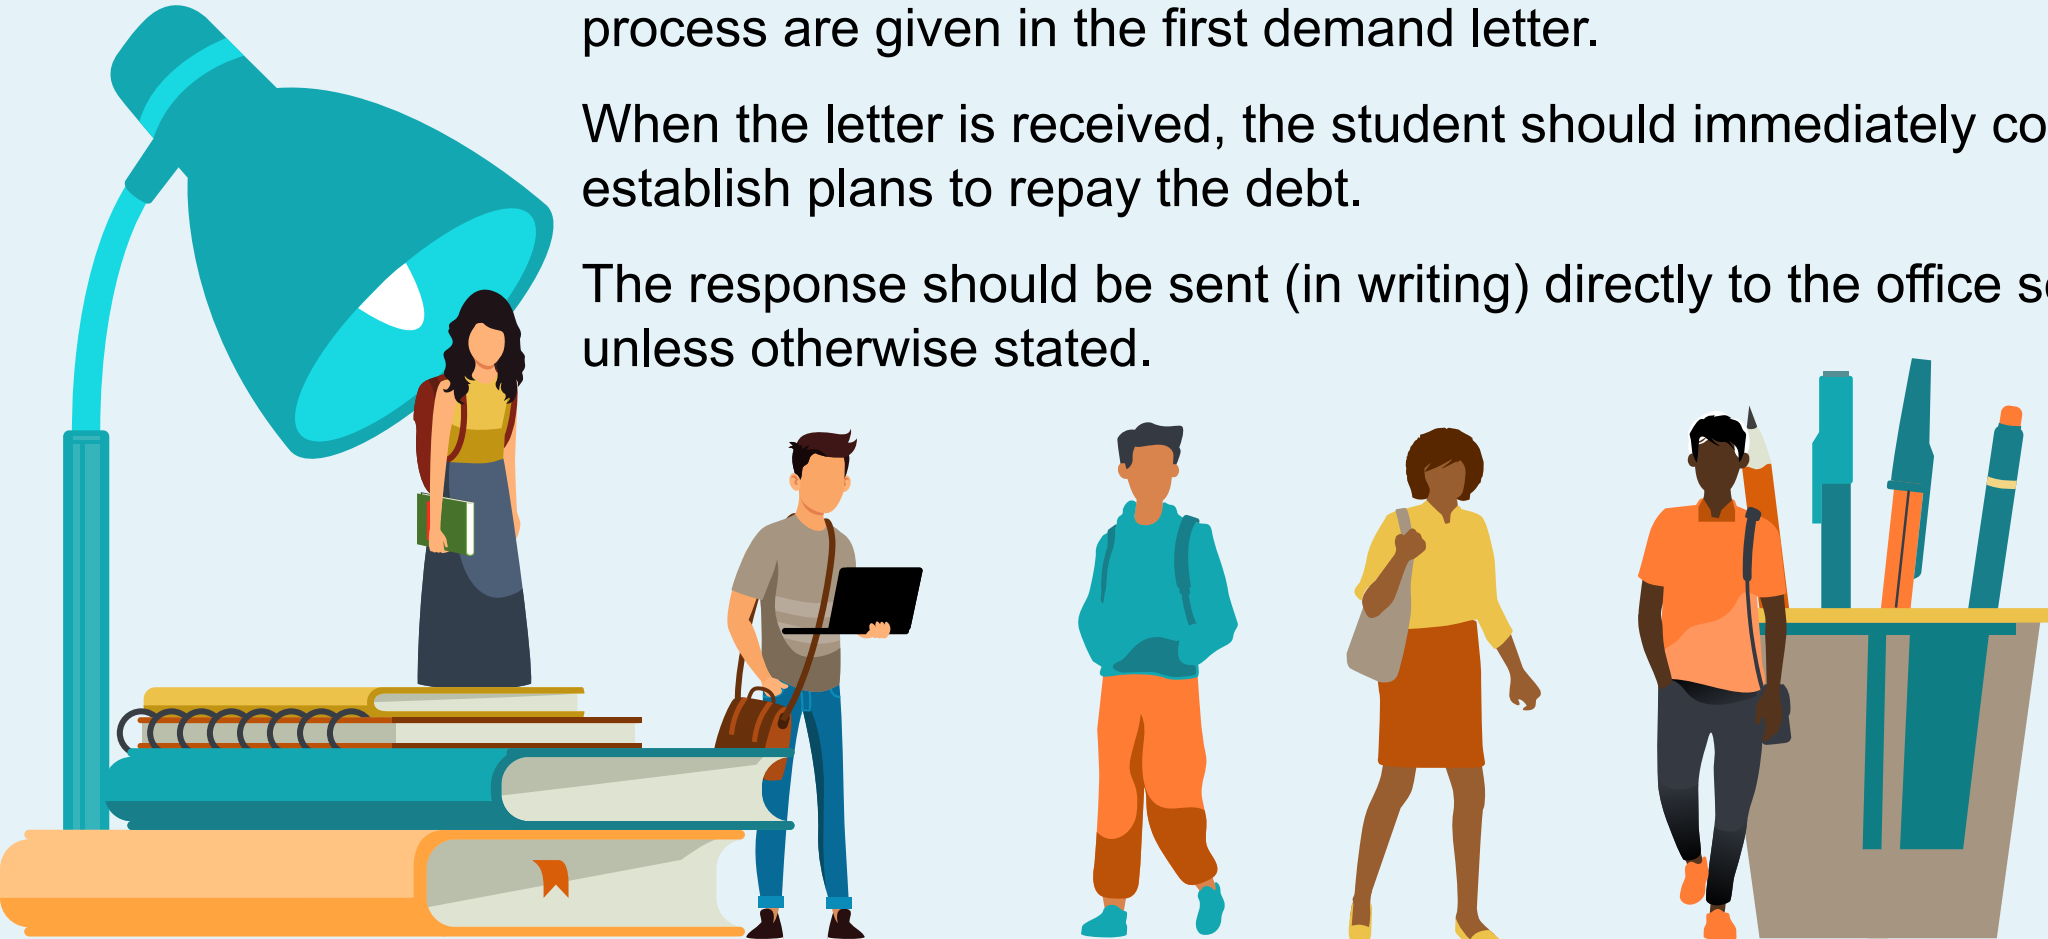 process are given in the first demand letter.
When the letter is received, the student should immediately co
establish plans to repay the debt.
The response should be sent (in writing) directly to the office s
unless otherwise stated.